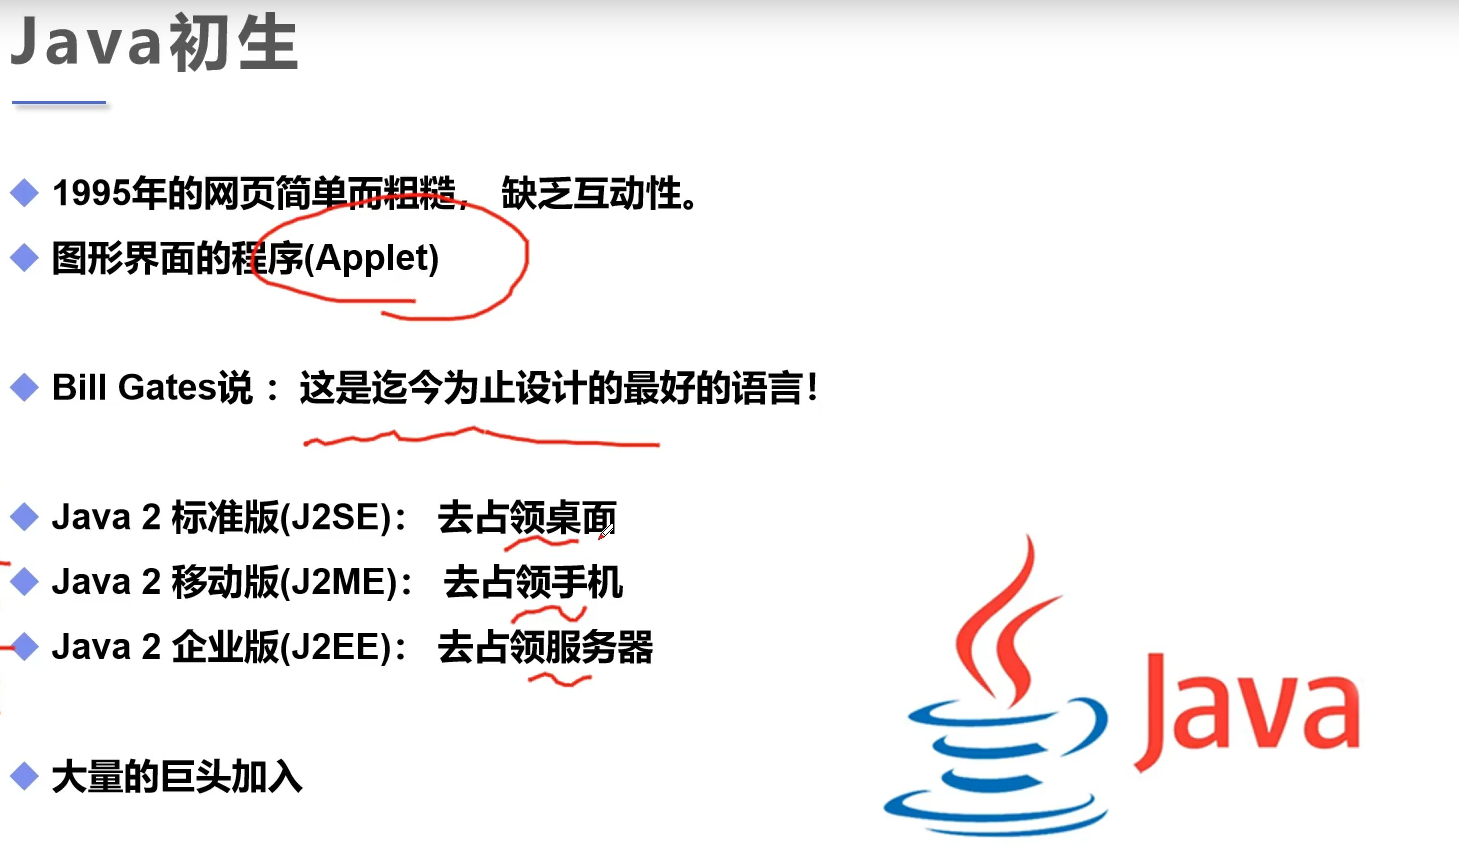 Java初生
1995年的网页简单而粗糙， 缺乏互动性。
图形界面的程序(Applet)
Bill Gates说 ：这是迄今为止设计的最好的语言！
Java 2 标准版(J2SE)： 去占领桌面
Java 2 移动版(J2ME)： 去占领手机
Java 2 企业版(J2EE)： 去占领服务器
大量的巨头加入
Java